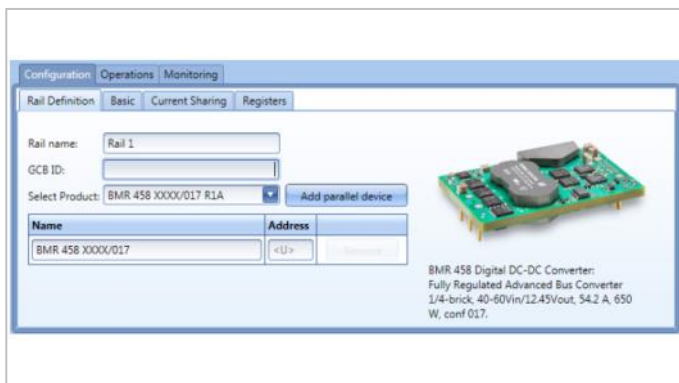 Configuration Operations Monitoring
Rail Definition Basic Current Sharing Registers
Rail name: Rail 1
GCB ID:
Select Product: BMR 458 XXXX/017 R1A Add parallel device
Name Address
BMR 458 XXXX/017 <U> Remove
BMR 458 Digital DC-DC Converter:
Fully Regulated Advanced Bus Converter
1/4-brick, 40-60Vin/12.45Vout, 54.2 A, 650
W, conf 017.